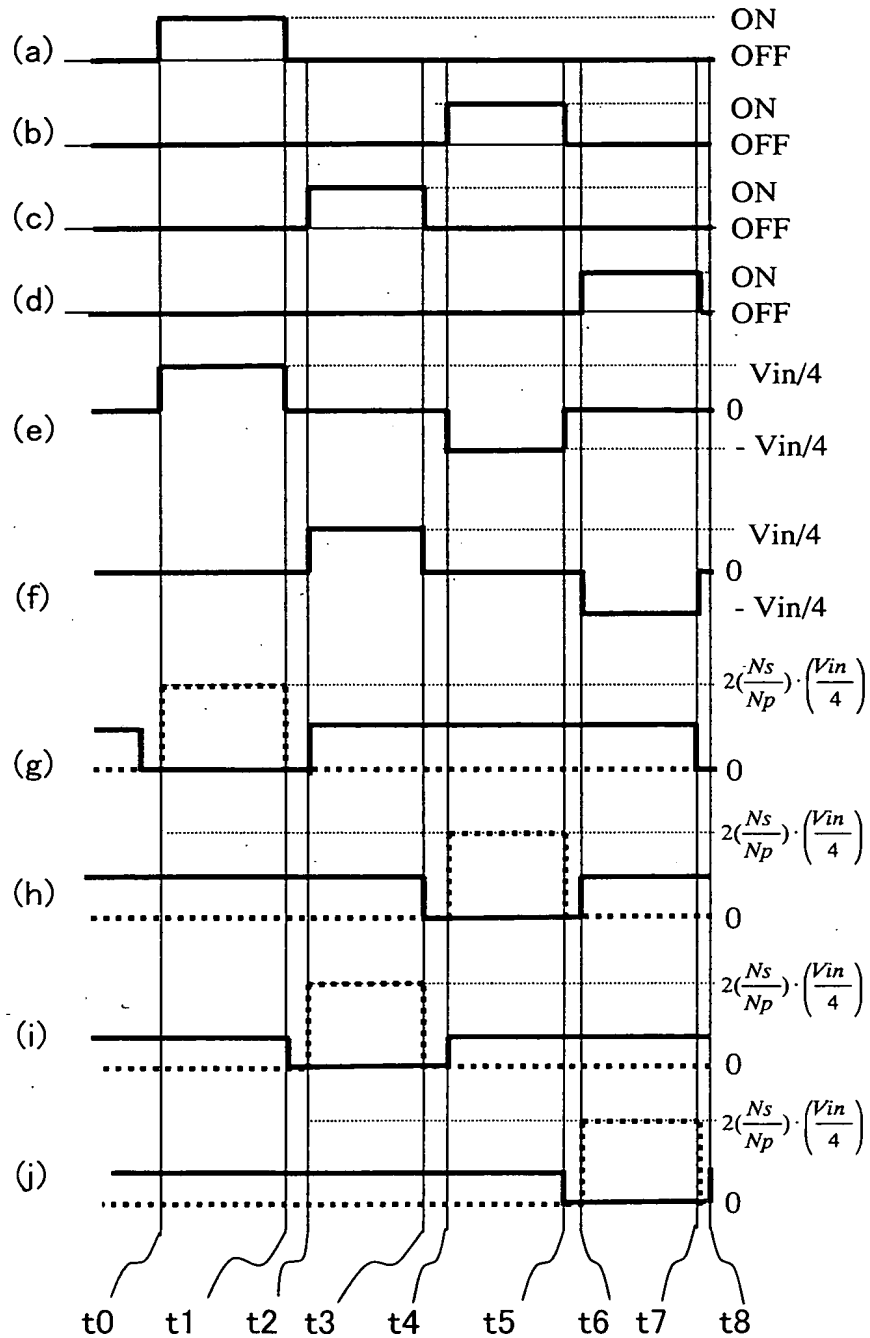 (a)
ON
OFF
(b)
ON
OFF
(c)
ON
OFF
(d)
ON
OFF
(e)
Vin/4
0
- Vin/4
(f)
Vin/4
0
- Vin/4
(g)
2(Ns/Np)·(Vin/4)
0
(h)
2(Ns/Np)·(Vin/4)
0
(i)
2(Ns/Np)·(Vin/4)
0
(j)
2(Ns/Np)·(Vin/4)
0
t0 t1 t2 t3 t4 t5 t6 t7 t8